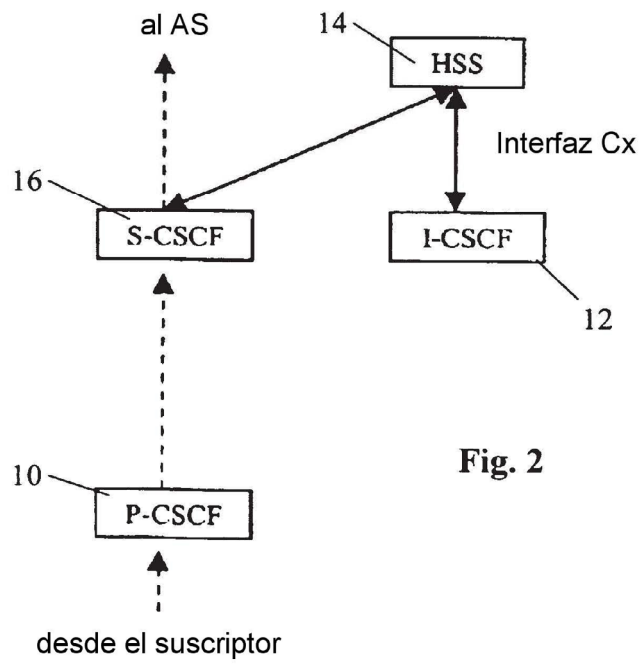 al AS
14
HSS
Interfaz Cx
16
S-CSCF
I-CSCF
12
10
P-CSCF
Fig. 2
desde el suscriptor